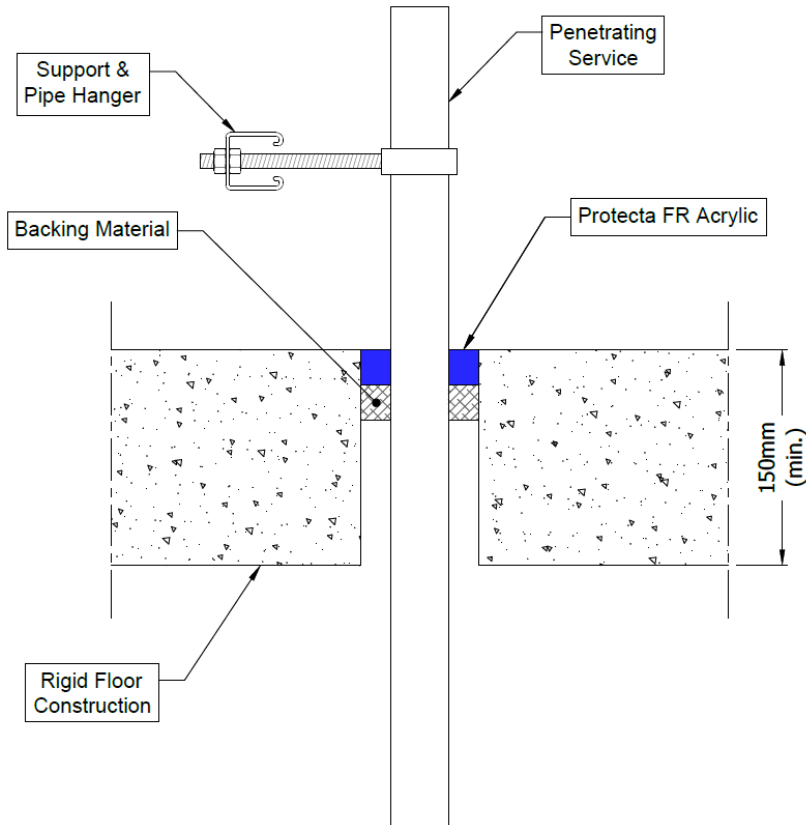 Penetrating
Service
Support &
Pipe Hanger
Protecta FR Acrylic
Backing Material
150mm
(min.)
Rigid Floor
Construction